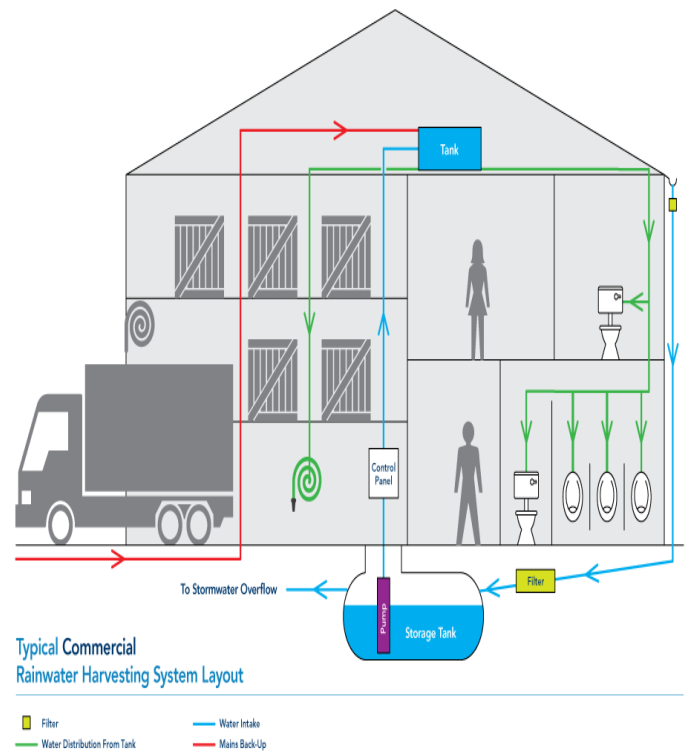 Tank
Control
Panel
Filter
To Stormwater Overflow
Pump
Storage Tank
Typical Commercial
Rainwater Harvesting System Layout
Filter
Water Intake
Water Distribution From Tank
Mains Back-Up